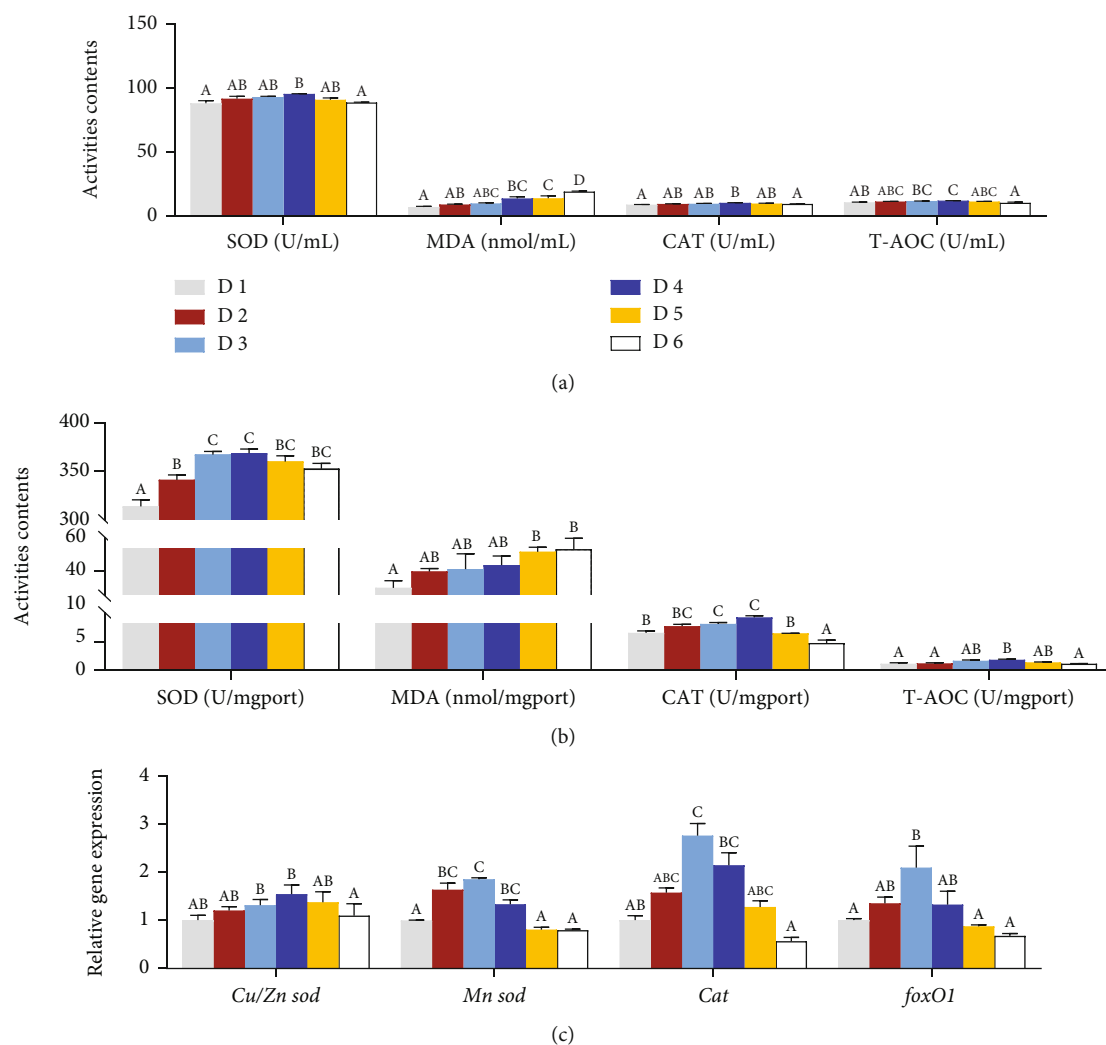 150
100
50
0
Activities contents
A AB AB B AB A
A AB ABC BC C D
A AB AB B AB A
AB ABC BC C ABC A
SOD (U/mL) MDA (nmol/mL) CAT (U/mL) T-AOC (U/mL)
D 1 D 4
D 2 D 5
D 3 D 6
(a)
400
350
300
60
40
10
5
0
Activities contents
A B C C BC BC
A AB AB AB B B
B BC C C B A
A A AB B AB A
SOD (U/mgport) MDA (nmol/mgport) CAT (U/mgport) T-AOC (U/mgport)
(b)
4
3
2
1
0
Relative gene expression
AB AB B AB AB A
A BC C BC A A
AB ABC C BC ABC A
A AB B AB A A
Cu/Zn sod Mn sod Cat foxO1
(c)